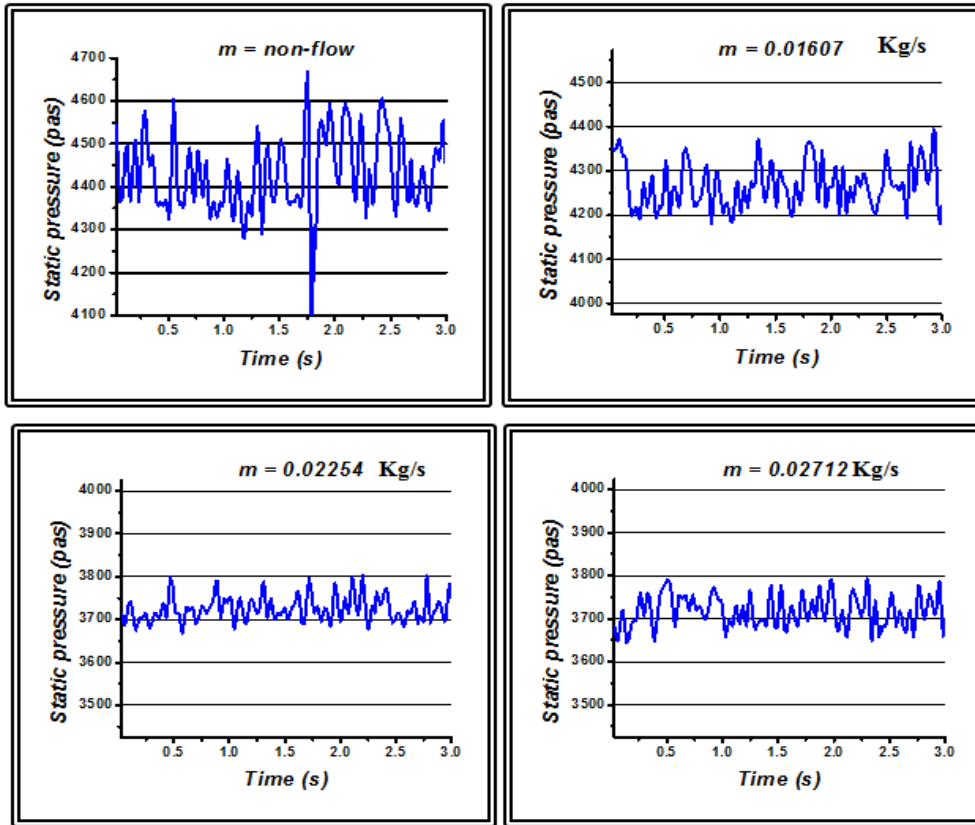 m = non-flow
4700
4600
4500
4400
4300
4200
4100
Static pressure (pas)
0.5 1.0 1.5 2.0 2.5 3.0
Time (s)
m = 0.01607 Kg/s
4500
4400
4300
4200
4100
4000
Static pressure (pas)
0.5 1.0 1.5 2.0 2.5 3.0
Time (s)
m = 0.02254 Kg/s
4000
3900
3800
3700
3600
3500
Static pressure (pas)
0.5 1.0 1.5 2.0 2.5 3.0
Time (s)
m = 0.02712 Kg/s
4000
3900
3800
3700
3600
3500
Static pressure (pas)
0.5 1.0 1.5 2.0 2.5 3.0
Time (s)